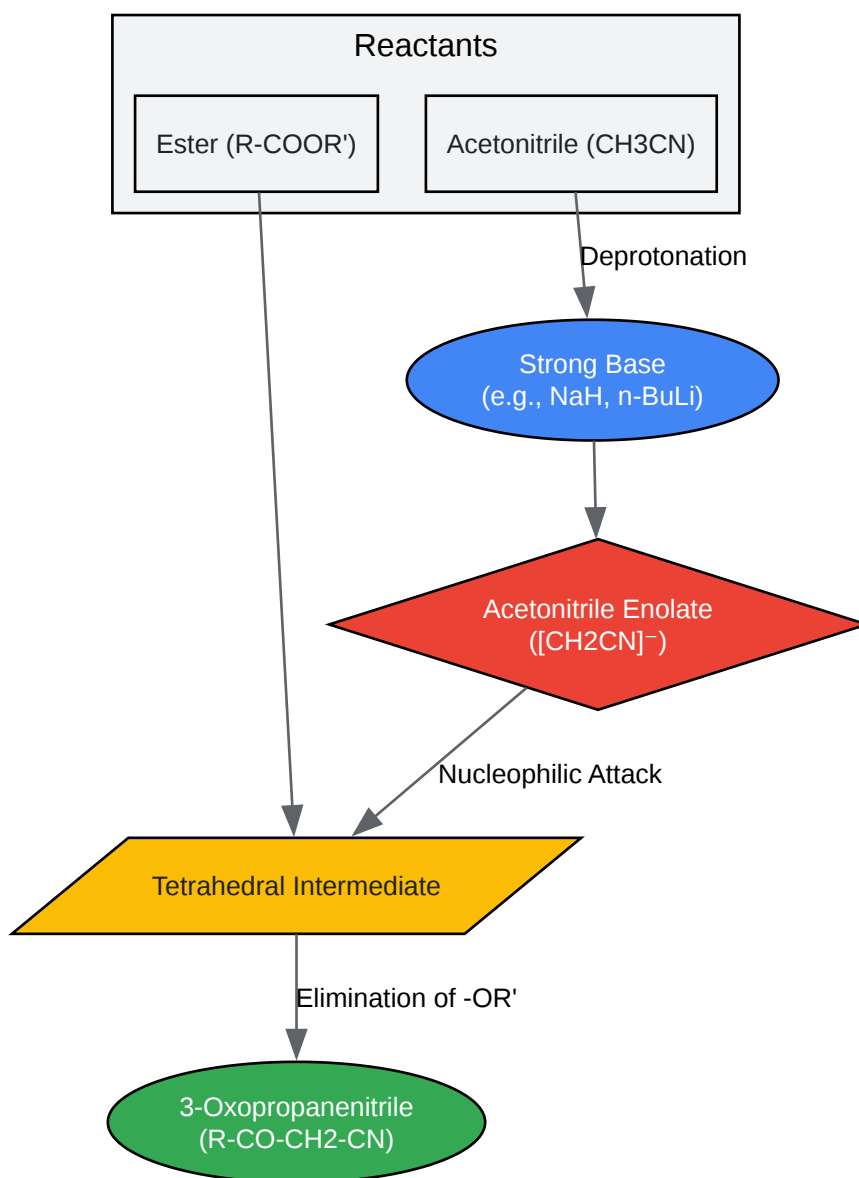 Reactants
Ester (R-COOR')
Acetonitrile (CH3CN)
Deprotonation
Strong Base
(e.g., NaH, n-BuLi)
Acetonitrile Enolate
([CH2CN]⁻)
Nucleophilic Attack
Tetrahedral Intermediate
Elimination of -OR'
3-Oxopropanenitrile
(R-CO-CH2-CN)